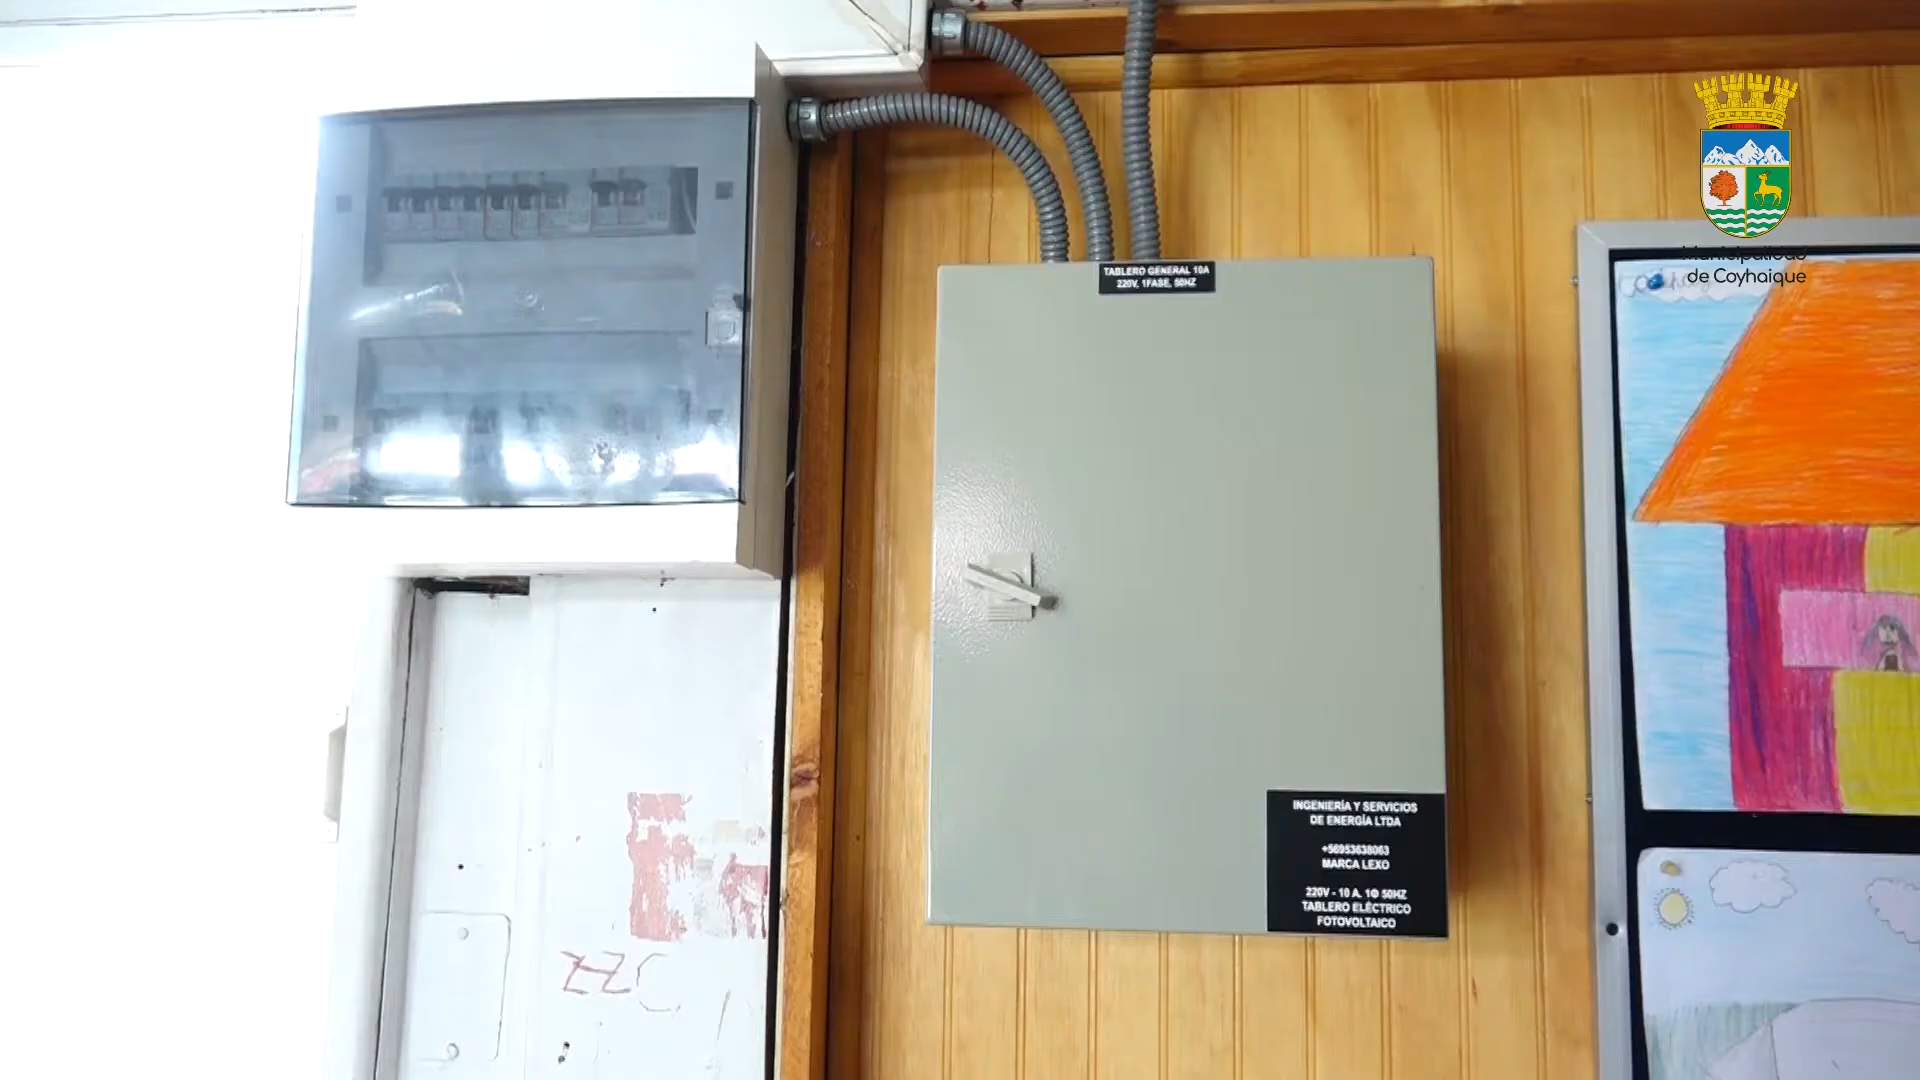 TABLERO GENERAL 10A
220V, 1FASE, 50HZ
Municipalidad
de Coyhaique
INGENIERÍA Y SERVICIOS
DE ENERGÍA LTDA
+56953638063
MARCA LEXO
220V - 10 A. 1Φ 50HZ
TABLERO ELÉCTRICO
FOTOVOLTAICO